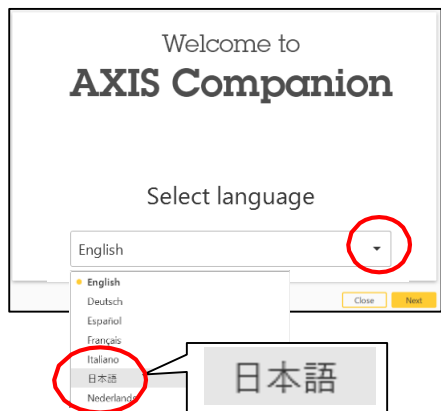 Welcome to
AXIS Companion
Select language
English
English
Deutsch
Español
Français
Italiano
日本語
Nederlands
Close
Next
日本語